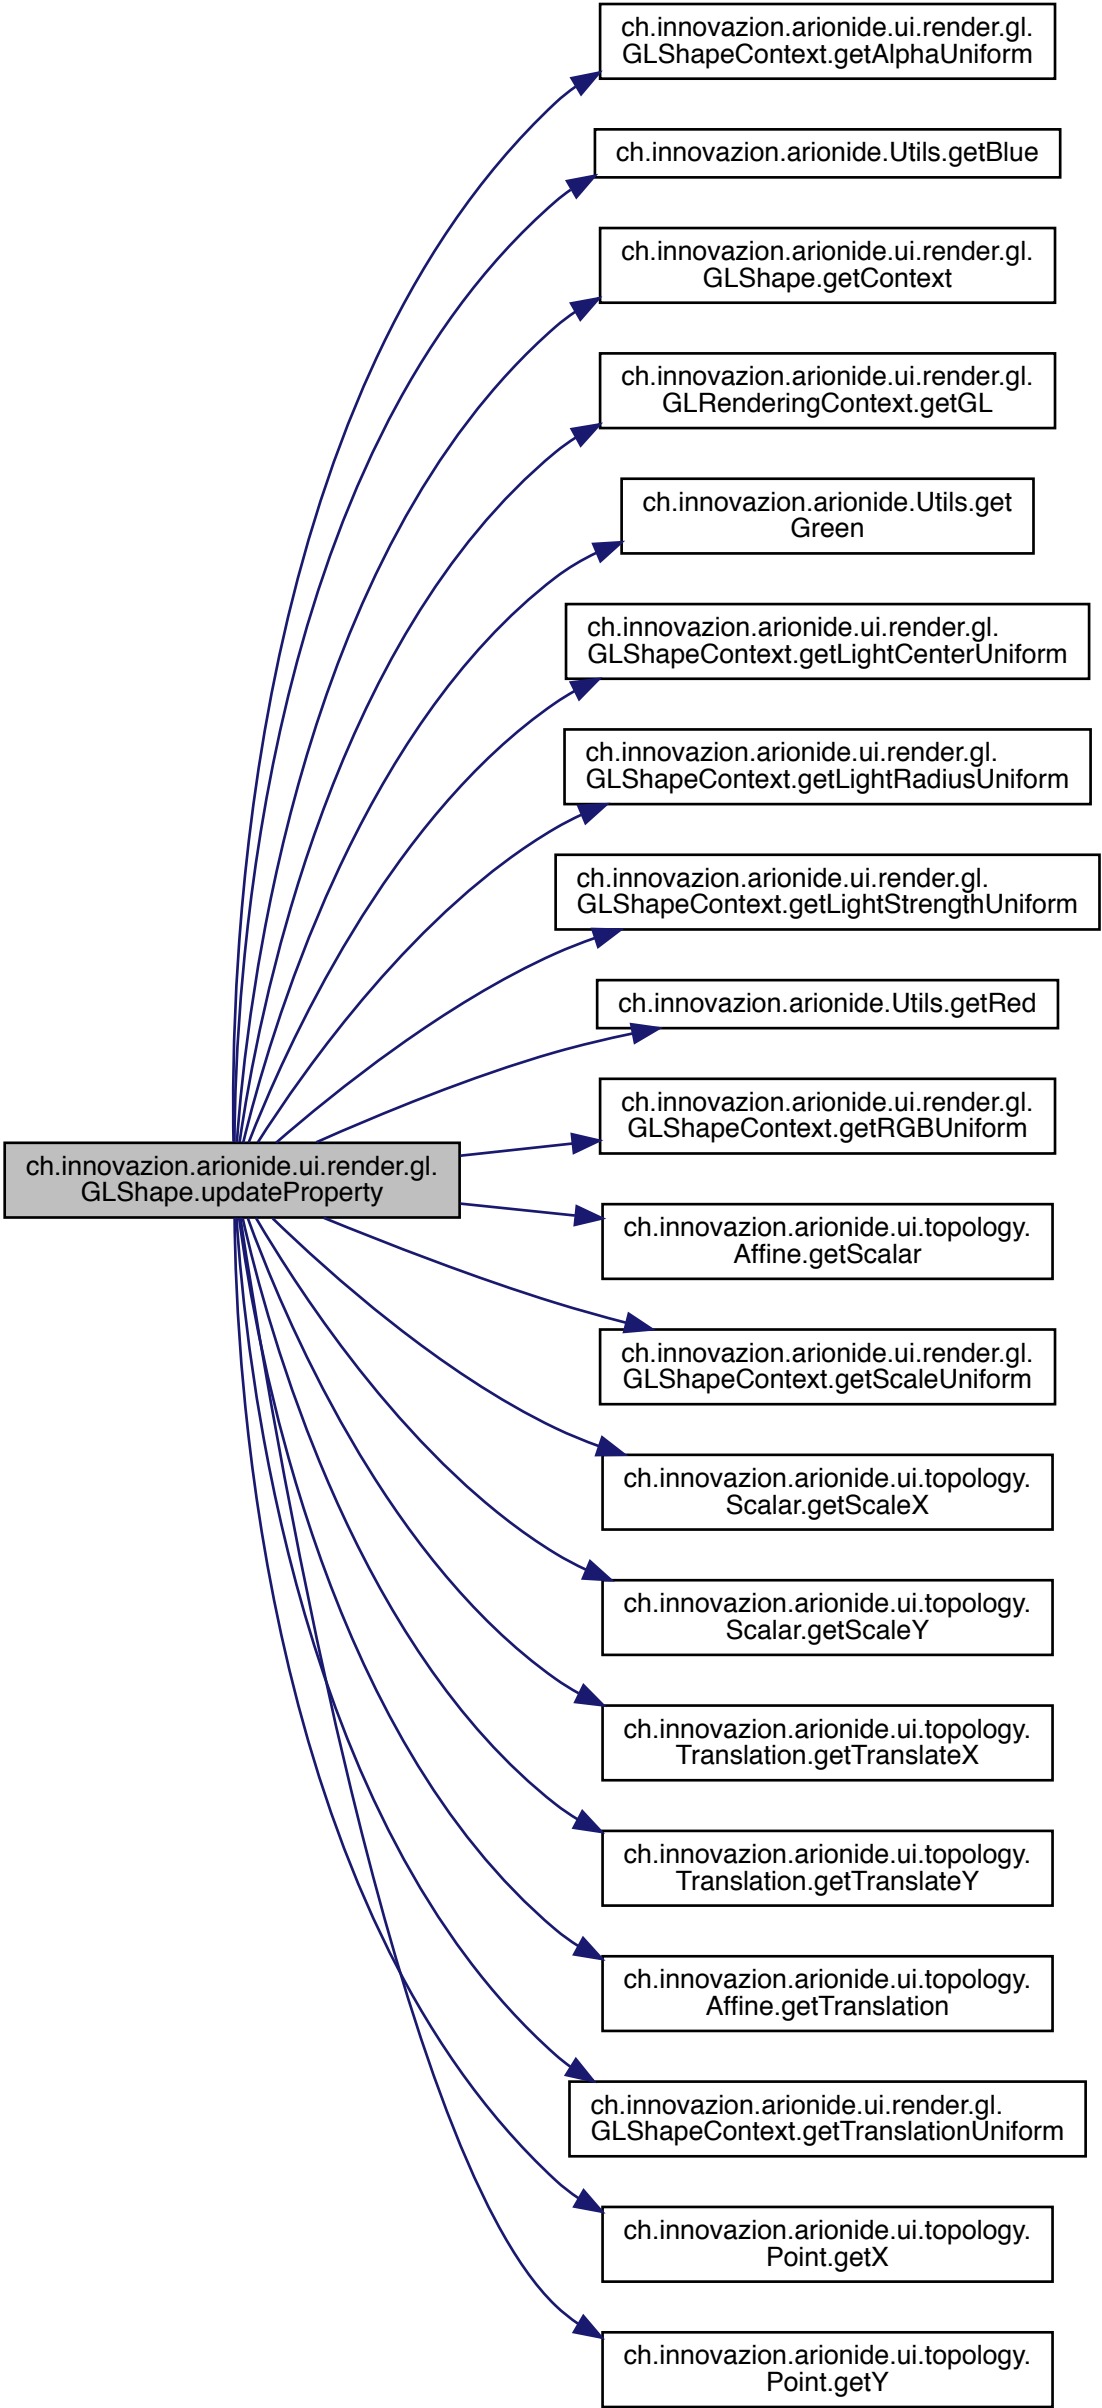 ch.innovazion.arionide.ui.render.gl.
GLShapeContext.getAlphaUniform
ch.innovazion.arionide.Utils.getBlue
ch.innovazion.arionide.ui.render.gl.
GLShape.getContext
ch.innovazion.arionide.ui.render.gl.
GLRenderingContext.getGL
ch.innovazion.arionide.Utils.get
Green
ch.innovazion.arionide.ui.render.gl.
GLShapeContext.getLightCenterUniform
ch.innovazion.arionide.ui.render.gl.
GLShapeContext.getLightRadiusUniform
ch.innovazion.arionide.ui.render.gl.
GLShapeContext.getLightStrengthUniform
ch.innovazion.arionide.Utils.getRed
ch.innovazion.arionide.ui.render.gl.
GLShapeContext.getRGBUniform
ch.innovazion.arionide.ui.render.gl.
GLShape.updateProperty
ch.innovazion.arionide.ui.topology.
Affine.getScalar
ch.innovazion.arionide.ui.render.gl.
GLShapeContext.getScaleUniform
ch.innovazion.arionide.ui.topology.
Scalar.getScaleX
ch.innovazion.arionide.ui.topology.
Scalar.getScaleY
ch.innovazion.arionide.ui.topology.
Translation.getTranslateX
ch.innovazion.arionide.ui.topology.
Translation.getTranslateY
ch.innovazion.arionide.ui.topology.
Affine.getTranslation
ch.innovazion.arionide.ui.render.gl.
GLShapeContext.getTranslationUniform
ch.innovazion.arionide.ui.topology.
Point.getX
ch.innovazion.arionide.ui.topology.
Point.getY